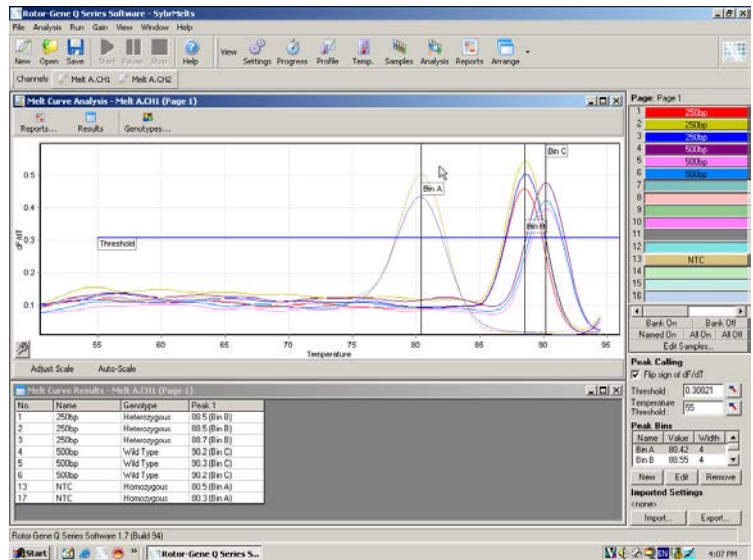 Rotor-Gene Q Series Software - SybrMelts
File Analysis Run Gain View Window Help
New Open Save Start Pause Stop Help View Settings Progress Profile Temp. Samples Analysis Reports Arrange
Channels Melt A.CH1 Melt A.CH2
Melt Curve Analysis - Melt A.CH1 (Page 1)
Reports... Results Genotypes...
Bin C
Bin A
Bin B
Threshold
dF/dT
0.5
0.4
0.3
0.2
0.1
55 60 65 70 75 80 85 90 95
Temperature
Adjust Scale Auto-Scale
Melt Curve Results - Melt A.CH1 (Page 1)
No. Name Genotype Peak 1
1 250bp Heterozygous 88.5 (Bin B)
2 250bp Heterozygous 88.5 (Bin B)
3 250bp Heterozygous 88.7 (Bin B)
4 500bp Wild Type 90.2 (Bin C)
5 500bp Wild Type 90.3 (Bin C)
6 500bp Wild Type 90.2 (Bin C)
13 NTC Homozygous 80.5 (Bin A)
17 NTC Homozygous 80.3 (Bin A)
Page: Page 1
1 250bp
2 250bp
3 250bp
4 500bp
5 500bp
6 500bp
7
8
9
10
11
12
13 NTC
14
15
16
Bank On Bank Off
Named On All On All Off
Edit Samples...
Peak Calling
Flip sign of dF/dT
Threshold : 0.30821
Temperature Threshold : 55
Peak Bins
Name Value Width
Bin A 80.42 4
Bin B 88.55 4
New Edit Remove
Imported Settings
<none>
Import... Export...
Rotor-Gene Q Series Software 1.7 (Build 94)
Start Rotor-Gene Q Series S... EN 4:07 PM